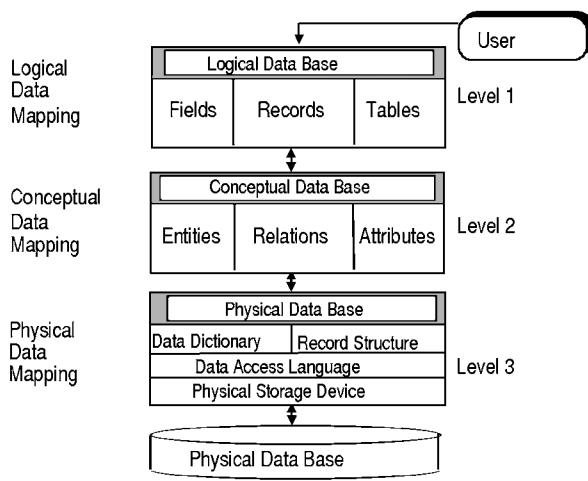 User
Logical Data Mapping
Logical Data Base
Fields Records Tables
Level 1
Conceptual Data Mapping
Conceptual Data Base
Entities Relations Attributes
Level 2
Physical Data Mapping
Physical Data Base
Data Dictionary Record Structure
Data Access Language
Physical Storage Device
Level 3
Physical Data Base